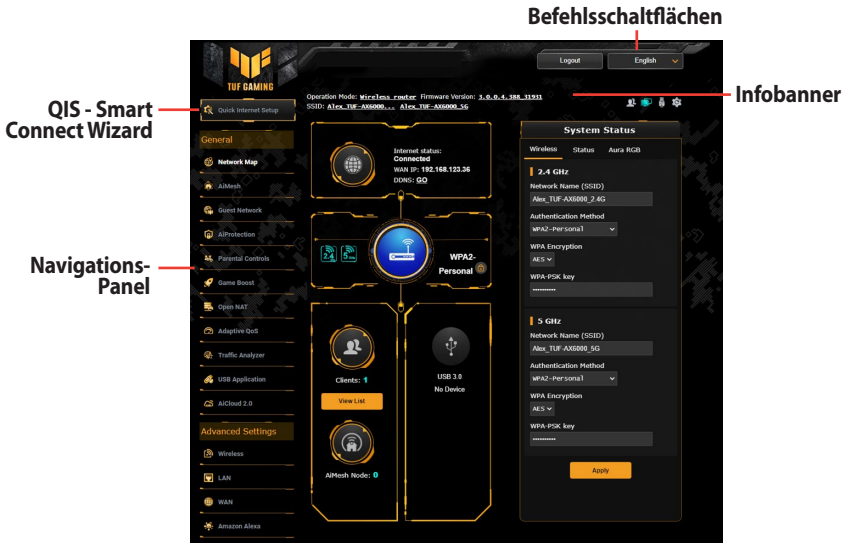 Befehlsschaltflächen
Logout
English
TUF GAMING
Operation Mode: Wireless router Firmware Version: 3.0.0.4.388_31931
SSID: Alex_TUF-AX6000... Alex_TUF-AX6000_5G
Infobanner
QIS - Smart
Connect Wizard
Quick Internet Setup
General
Network Map
AiMesh
Guest Network
AiProtection
Parental Controls
Navigations-
Panel
Game Boost
Open NAT
Adaptive QoS
Traffic Analyzer
USB Application
AiCloud 2.0
Advanced Settings
Wireless
LAN
WAN
Amazon Alexa
Internet status:
Connected
WAN IP: 192.168.123.36
DDNS: GO
2.4
5
WPA2-
Personal
Clients: 1
View List
AiMesh Node: 0
USB 3.0
No Device
System Status
Wireless Status Aura RGB
2.4 GHz
Network Name (SSID)
Alex_TUF-AX6000_2.4G
Authentication Method
WPA2-Personal
WPA Encryption
AES
WPA-PSK key
••••••••••
5 GHz
Network Name (SSID)
Alex_TUF-AX6000_5G
Authentication Method
WPA2-Personal
WPA Encryption
AES
WPA-PSK key
••••••••••
Apply